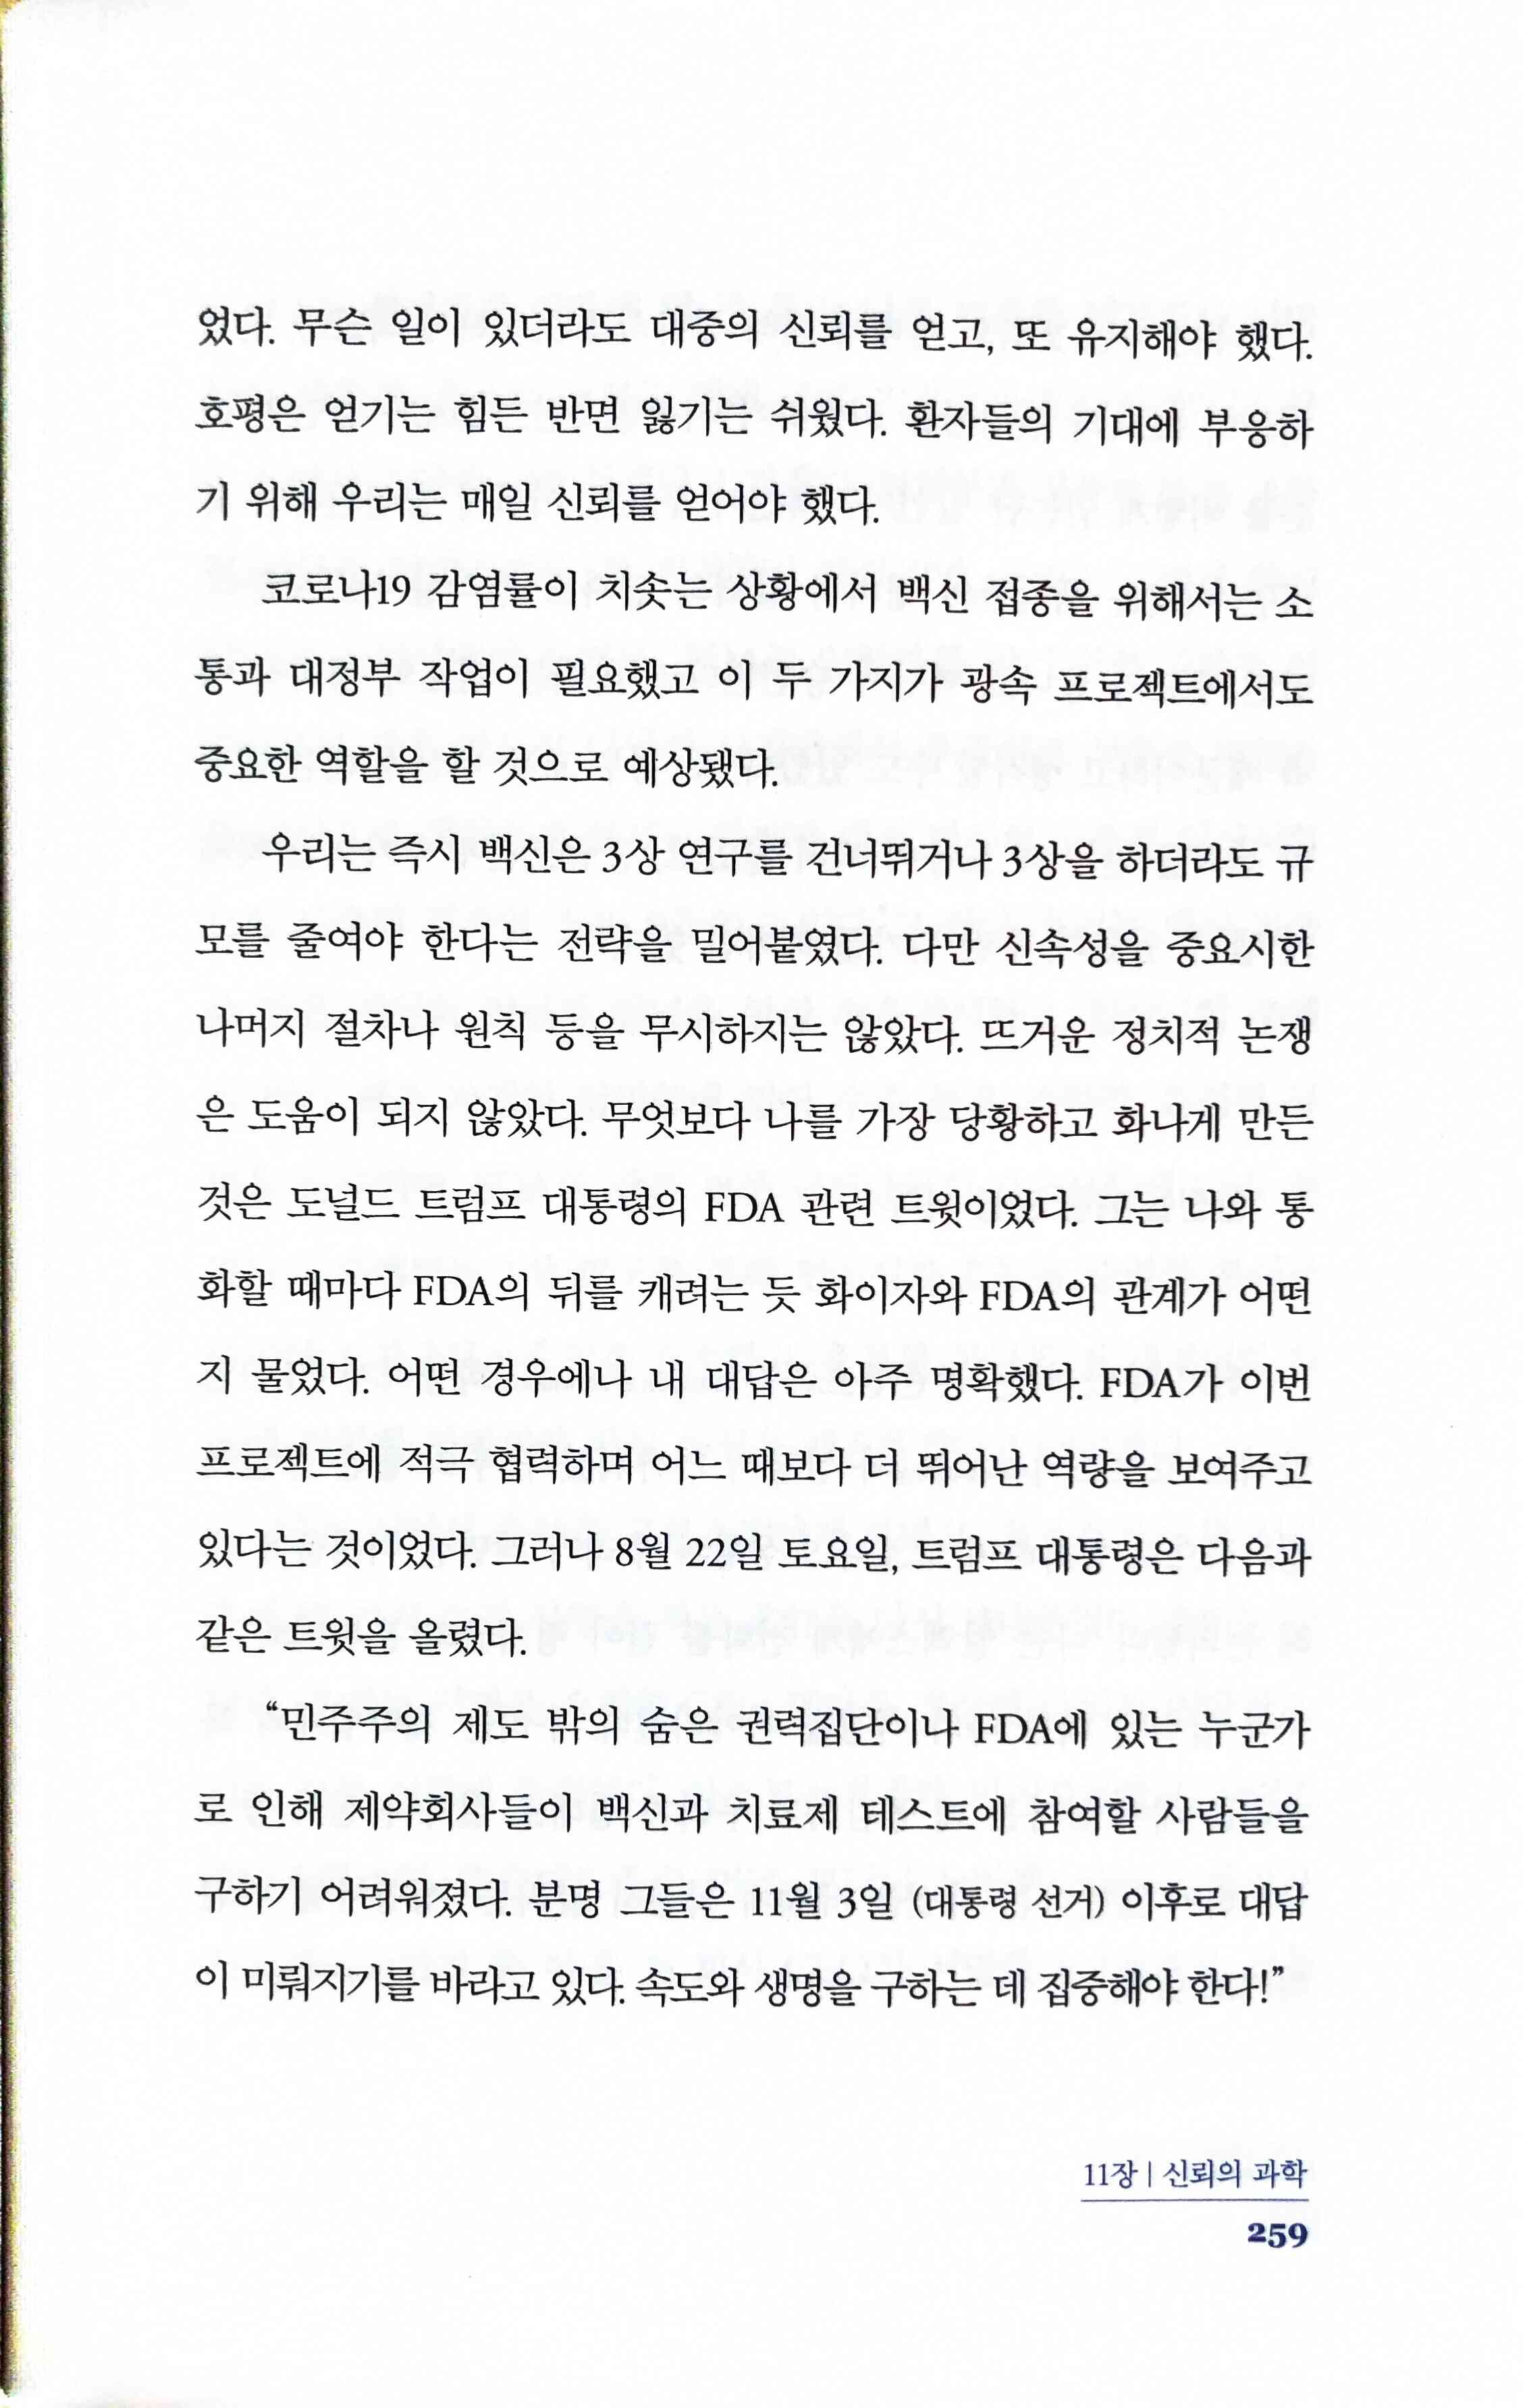 었다. 무슨 일이 있더라도 대중의 신뢰를 얻고, 또 유지해야 했다.
호평은 얻기는 힘든 반면 잃기는 쉬웠다. 환자들의 기대에 부응하
기 위해 우리는 매일 신뢰를 얻어야 했다.
코로나19 감염률이 치솟는 상황에서 백신 접종을 위해서는 소
통과 대정부 작업이 필요했고 이 두 가지가 광속 프로젝트에서도
중요한 역할을 할 것으로 예상됐다.
우리는 즉시 백신은 3상 연구를 건너뛰거나 3상을 하더라도 규
모를 줄여야 한다는 전략을 밀어붙였다. 다만 신속성을 중요시한
나머지 절차나 원칙 등을 무시하지는 않았다. 뜨거운 정치적 논쟁
은 도움이 되지 않았다. 무엇보다 나를 가장 당황하고 화나게 만든
것은 도널드 트럼프 대통령의 FDA 관련 트윗이었다. 그는 나와 통
화할 때마다 FDA의 뒤를 캐려는 듯 화이자와 FDA의 관계가 어떤
지 물었다. 어떤 경우에나 내 대답은 아주 명확했다. FDA가 이번
프로젝트에 적극 협력하며 어느 때보다 더 뛰어난 역량을 보여주고
있다는 것이었다. 그러나 8월 22일 토요일, 트럼프 대통령은 다음과
같은 트윗을 올렸다.
“민주주의 제도 밖의 숨은 권력집단이나 FDA에 있는 누군가
로 인해 제약회사들이 백신과 치료제 테스트에 참여할 사람들을
구하기 어려워졌다. 분명 그들은 11월 3일 (대통령 선거) 이후로 대답
이 미뤄지기를 바라고 있다. 속도와 생명을 구하는 데 집중해야 한다!”
11장 | 신뢰의 과학
259